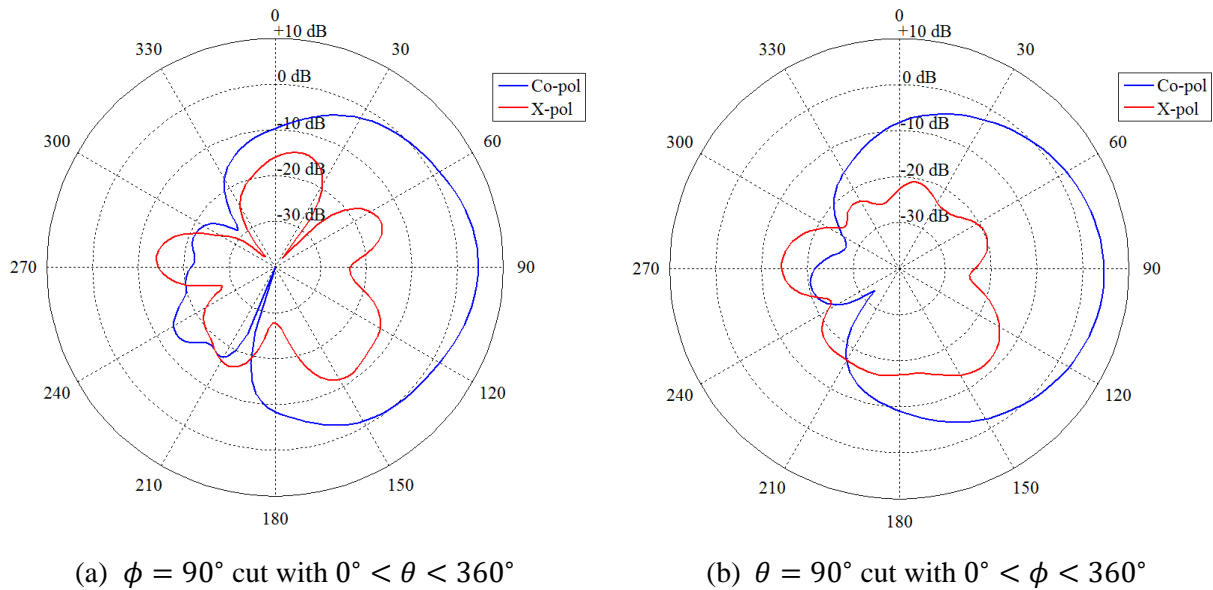 0
+10 dB
330
30
0 dB
Co-pol
X-pol
-10 dB
300
60
-20 dB
-30 dB
270
90
240
120
210
150
180
(a) ϕ = 90° cut with 0° < θ < 360°
0
+10 dB
330
30
0 dB
Co-pol
X-pol
-10 dB
300
60
-20 dB
-30 dB
270
90
240
120
210
150
180
(b) θ = 90° cut with 0° < ϕ < 360°